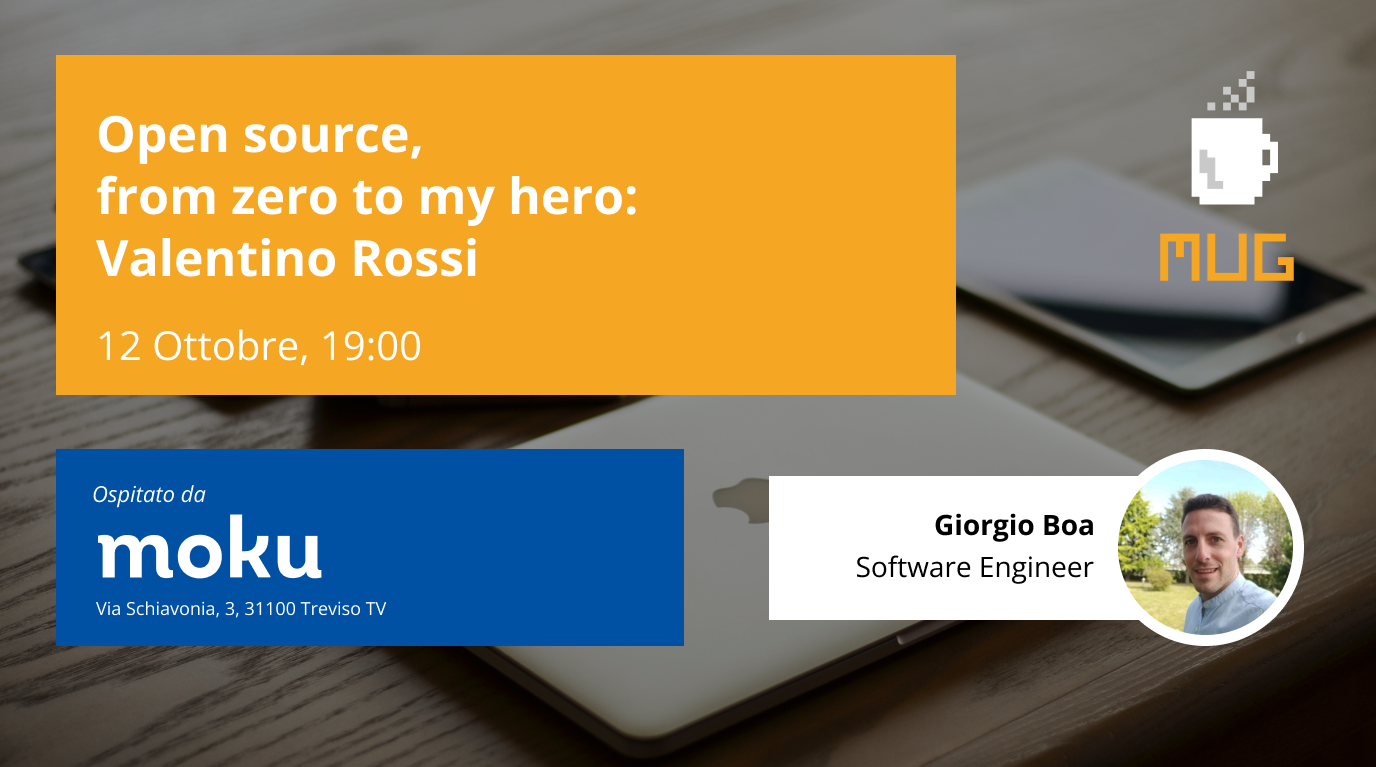 Open source,
from zero to my hero:
Valentino Rossi
12 Ottobre, 19:00
MUG
Ospitato da
moku
Via Schiavonia, 3, 31100 Treviso TV
Giorgio Boa
Software Engineer